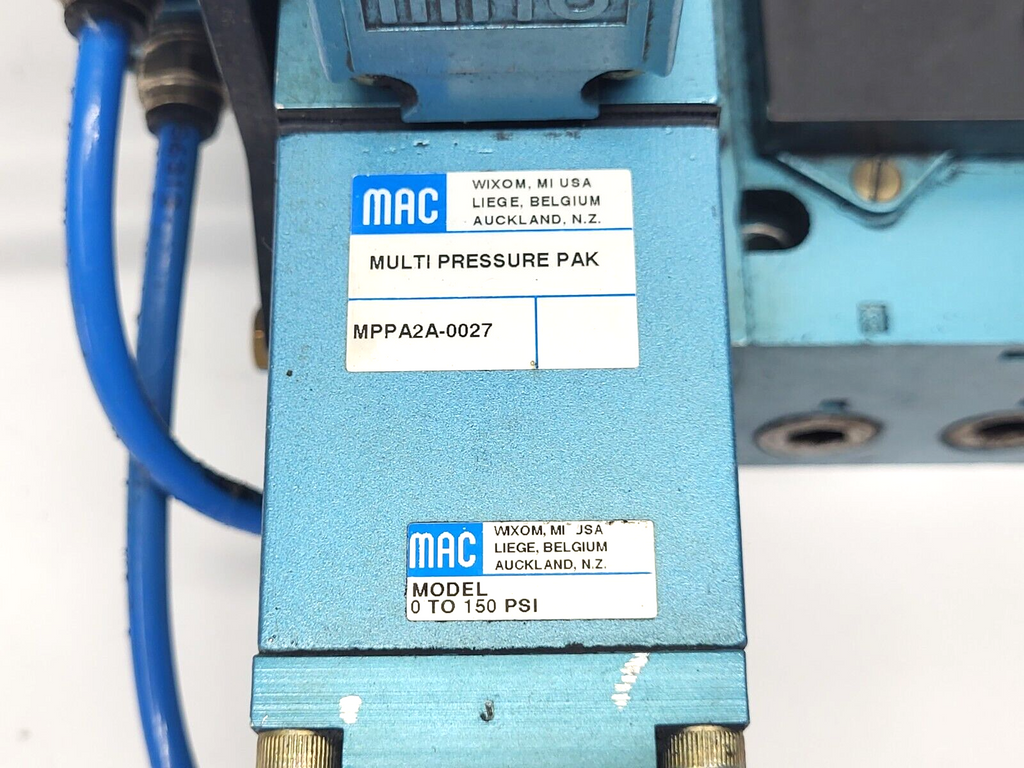 MAC
WIXOM, MI USA
LIEGE, BELGIUM
AUCKLAND, N.Z.
MULTI PRESSURE PAK
MPPA2A-0027
MAC
WIXOM, MI USA
LIEGE, BELGIUM
AUCKLAND, N.Z.
MODEL
0 TO 150 PSI